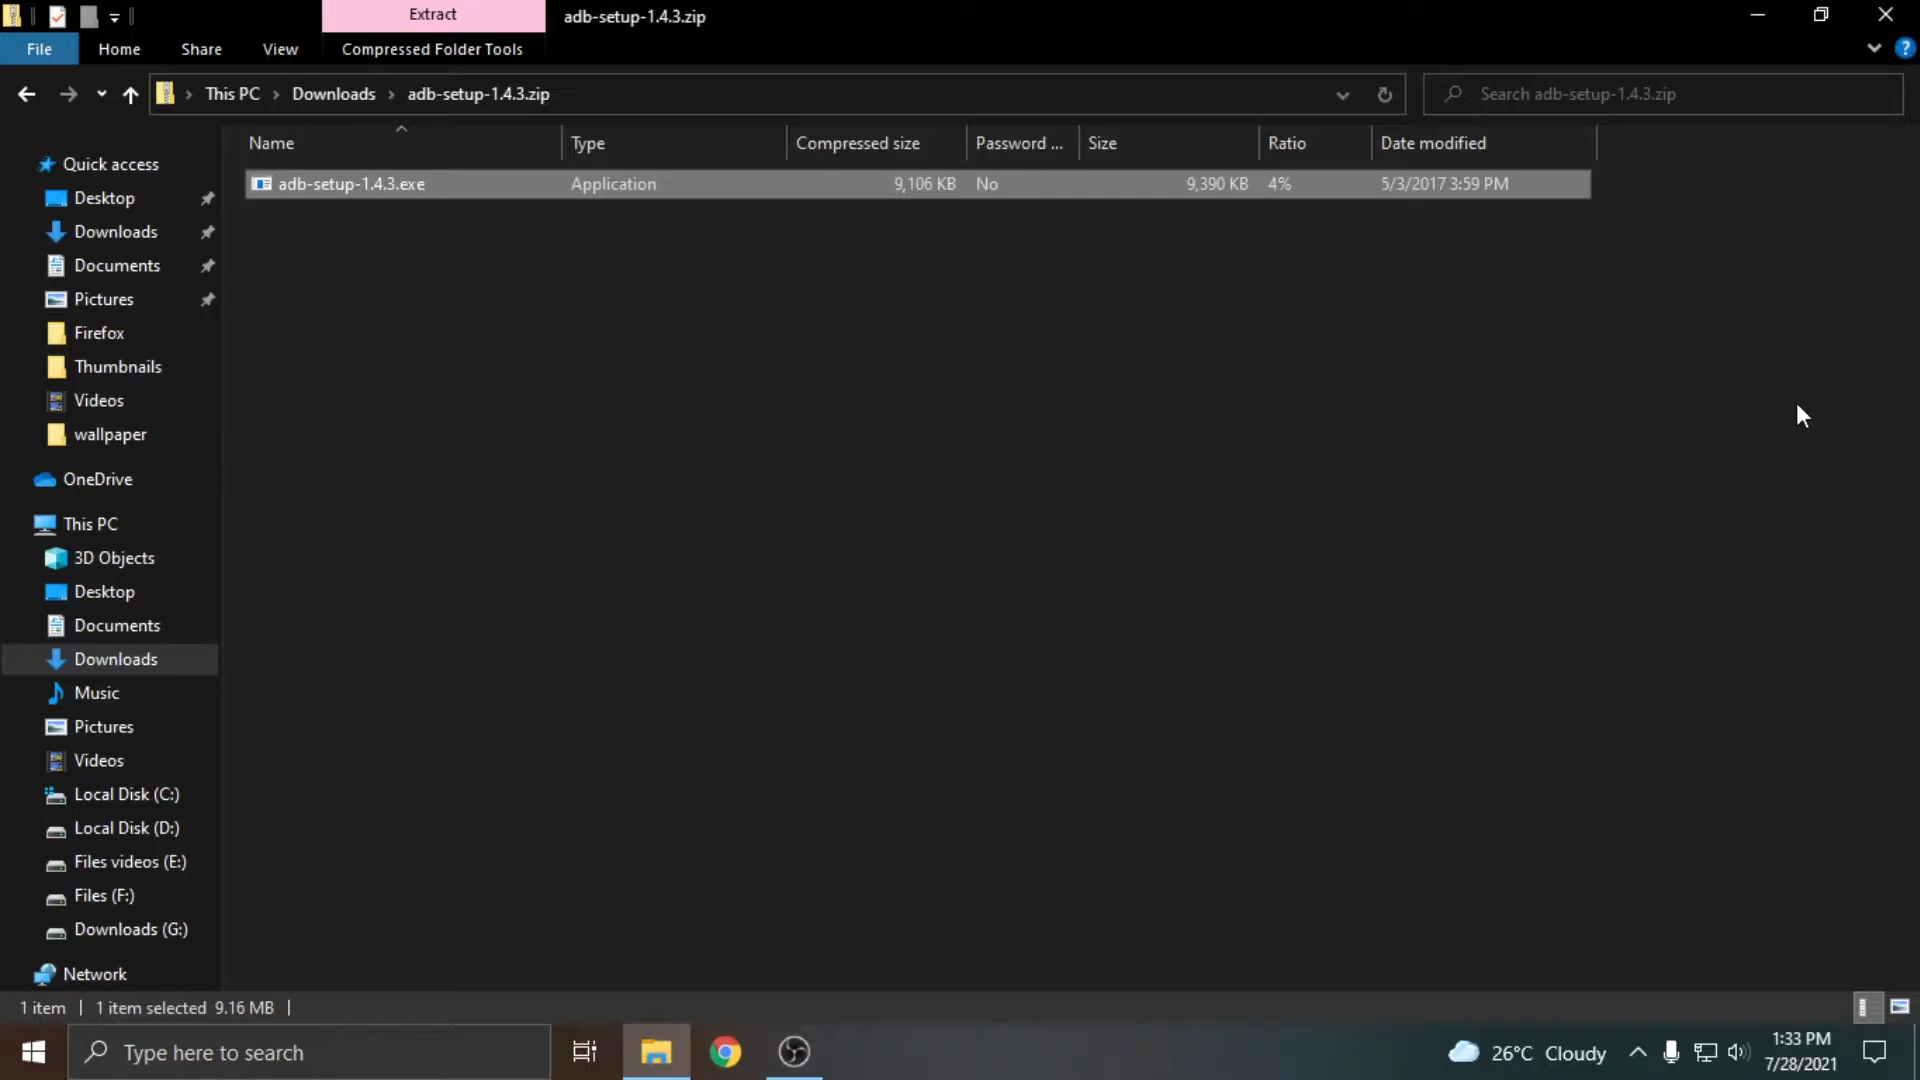 Extract
adb-setup-1.4.3.zip
File
Home
Share
View
Compressed Folder Tools
This PC
Downloads
adb-setup-1.4.3.zip
Search adb-setup-1.4.3.zip
Name
Type
Compressed size
Password ...
Size
Ratio
Date modified
adb-setup-1.4.3.exe
Application
9,106 KB
No
9,390 KB
4%
5/3/2017 3:59 PM
Quick access
Desktop
Downloads
Documents
Pictures
Firefox
Thumbnails
Videos
wallpaper
OneDrive
This PC
3D Objects
Desktop
Documents
Downloads
Music
Pictures
Videos
Local Disk (C:)
Local Disk (D:)
Files videos (E:)
Files (F:)
Downloads (G:)
Network
1 item
1 item selected 9.16 MB
Type here to search
26°C Cloudy
1:33 PM
7/28/2021